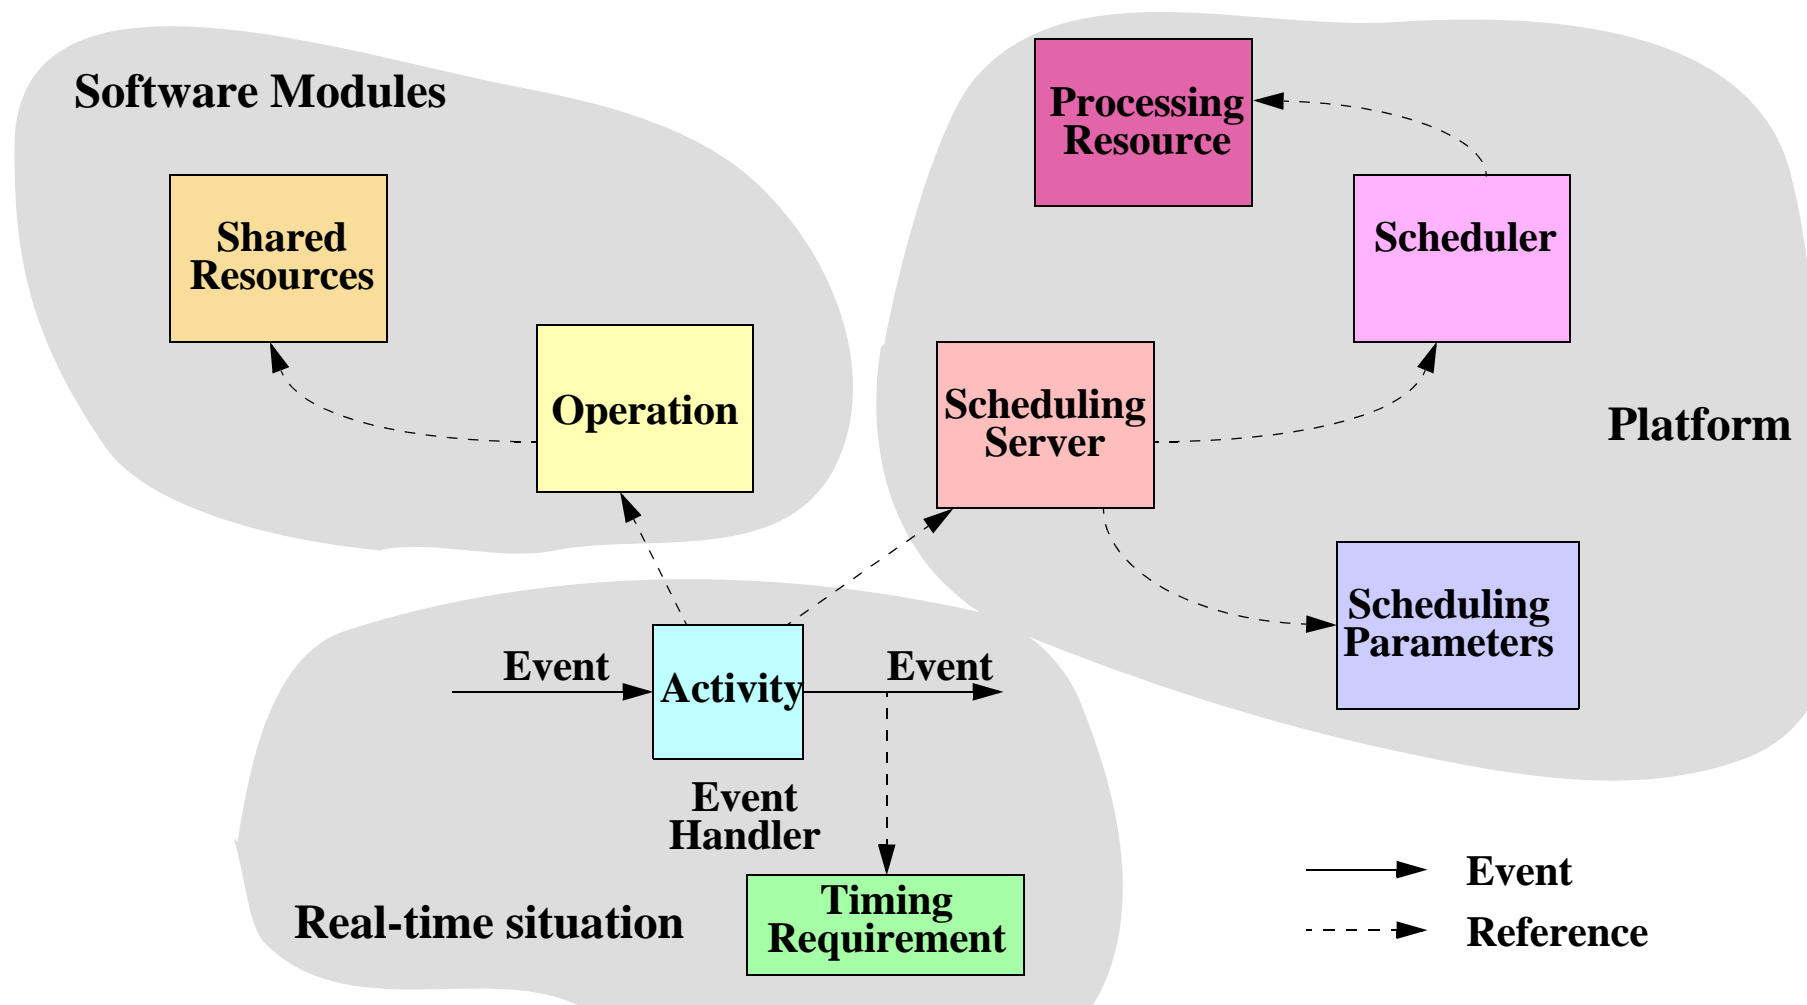 Software Modules
Shared
Resources
Operation
Processing
Resource
Scheduler
Scheduling
Server
Platform
Scheduling
Parameters
Event
Activity
Event
Event
Handler
Timing
Requirement
Real-time situation
Event
Reference